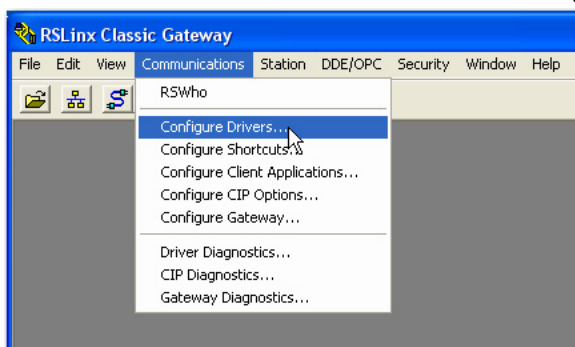 RSLinx Classic Gateway
File Edit View Communications Station DDE/OPC Security Window Help
RSWho
Configure Drivers...
Configure Shortcuts...
Configure Client Applications...
Configure CIP Options...
Configure Gateway...
Driver Diagnostics...
CIP Diagnostics...
Gateway Diagnostics...